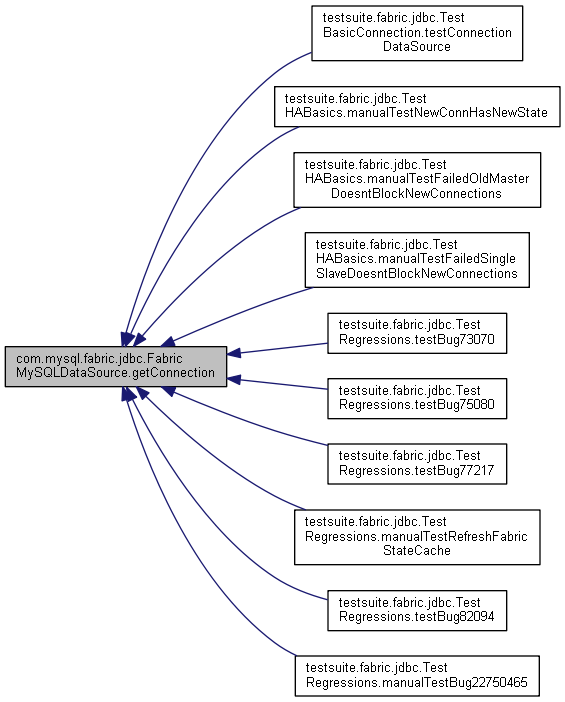 testsuite.fabric.jdbc.Test
BasicConnection.testConnection
DataSource
testsuite.fabric.jdbc.Test
HABasics.manualTestNewConnHasNewState
testsuite.fabric.jdbc.Test
HABasics.manualTestFailedOldMaster
DoesntBlockNewConnections
testsuite.fabric.jdbc.Test
HABasics.manualTestFailedSingle
SlaveDoesntBlockNewConnections
testsuite.fabric.jdbc.Test
Regressions.testBug73070
com.mysql.fabric.jdbc.Fabric
MySQLDataSource.getConnection
testsuite.fabric.jdbc.Test
Regressions.testBug75080
testsuite.fabric.jdbc.Test
Regressions.testBug77217
testsuite.fabric.jdbc.Test
Regressions.manualTestRefreshFabric
StateCache
testsuite.fabric.jdbc.Test
Regressions.testBug82094
testsuite.fabric.jdbc.Test
Regressions.manualTestBug22750465